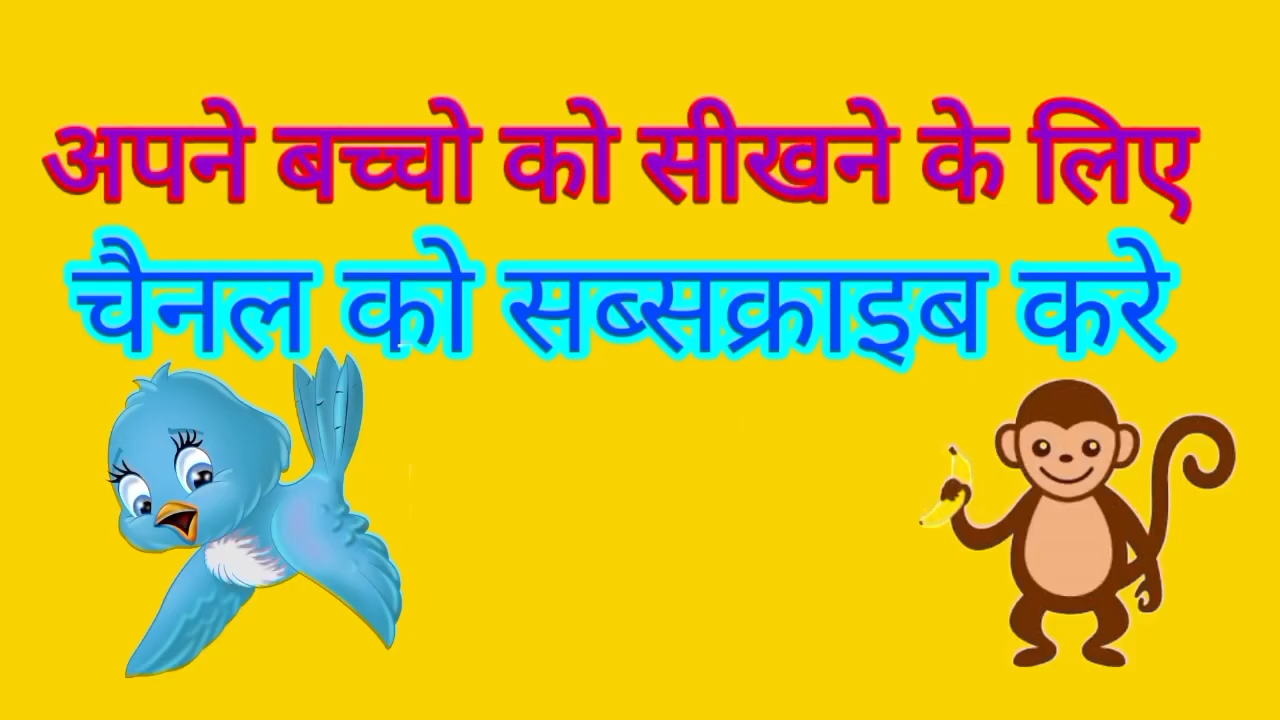 अपने बच्चो को सीखने के लिए
चैनल को सब्सक्राइब करे